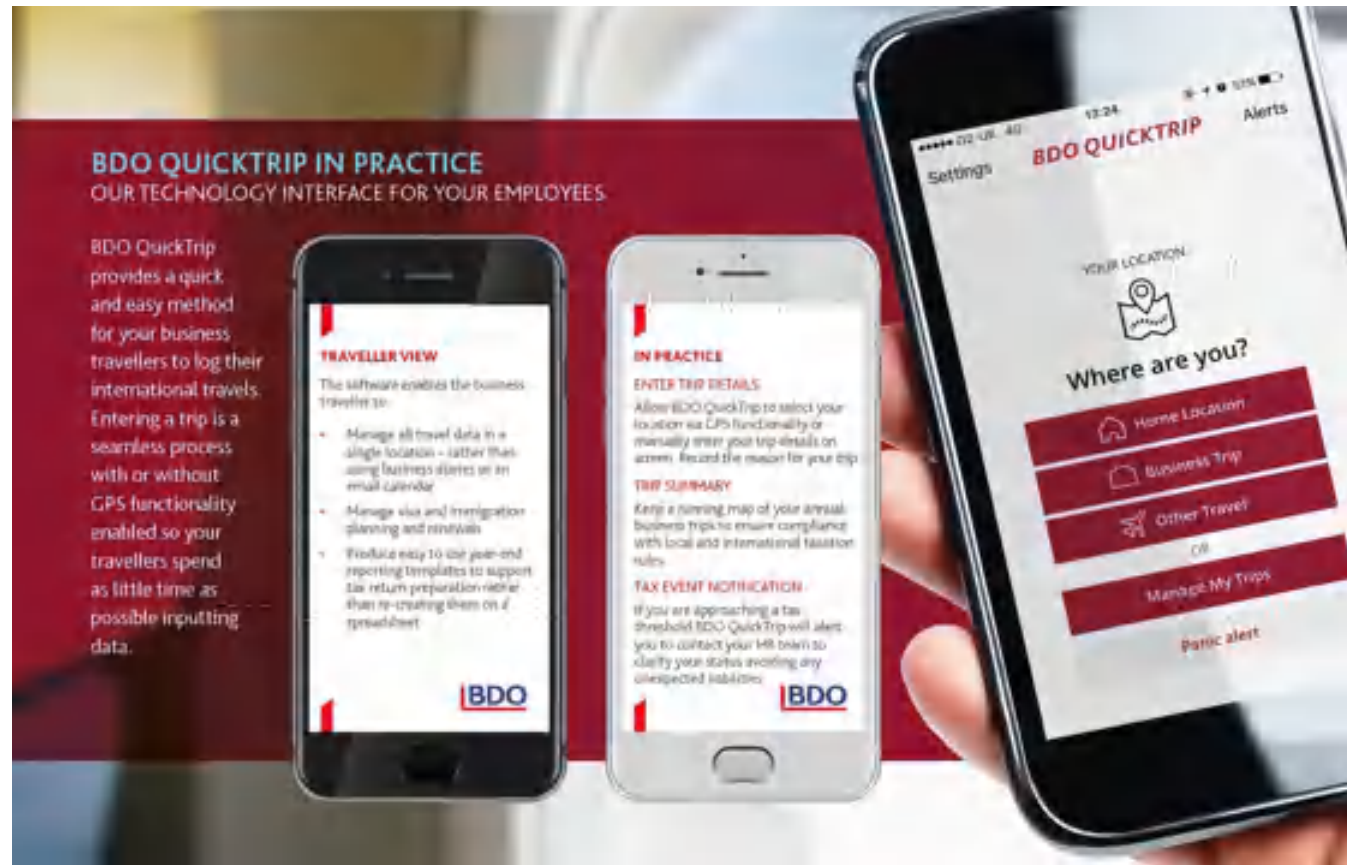 BDO QUICKTRIP IN PRACTICE
OUR TECHNOLOGY INTERFACE FOR YOUR EMPLOYEES
BDO QuickTrip
provides a quick
and easy method
for your business
travellers to log their
international travels.
Entering a trip is a
seamless process
with or without
GPS functionality
enabled so your
travellers spend
as little time as
possible inputting
data.
TRAVELLER VIEW
The software enables the business
traveller to:
• Manage all travel data in a
single location – rather than
using business diaries or an
email calendar
• Manage visa and immigration
planning and renewals
• Produce easy to use year-end
reporting templates to support
tax return preparation rather
than re-creating them on a
spreadsheet
BDO
IN PRACTICE
ENTER TRIP DETAILS
Allow BDO QuickTrip to select your
location via GPS functionality or
manually enter your trip details on
screen. Record the reason for your trip
TRIP SUMMARY
Keep a running map of your annual
business trips to ensure compliance
with local and international taxation
rules
TAX EVENT NOTIFICATION
If you are approaching a tax
threshold BDO QuickTrip will alert
you to contact your HR team to
clarify your status avoiding any
unexpected liabilities
BDO
O2-UK 4G 13:24
Settings BDO QUICKTRIP Alerts
YOUR LOCATION
Where are you?
Home Location
Business Trip
Other Travel
OR
Manage My Trips
Panic alert